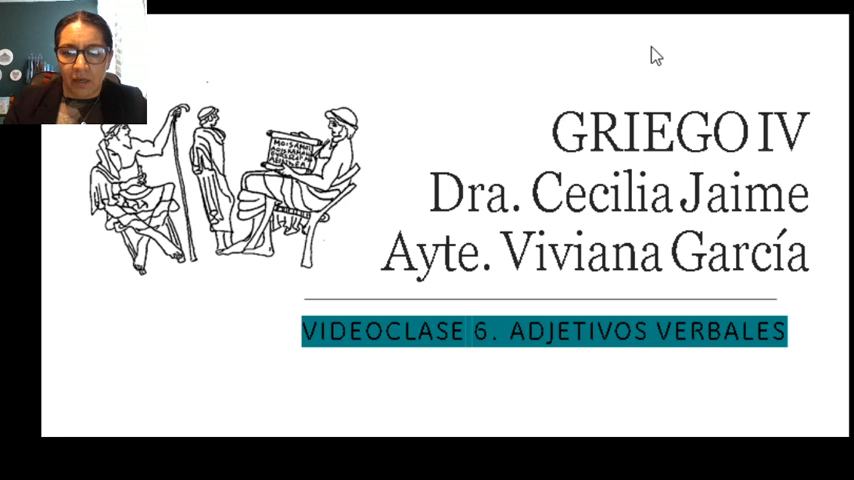 GRIEGO IV
Dra. Cecilia Jaime
Ayte. Viviana García
VIDEOCLASE 6. ADJETIVOS VERBALES